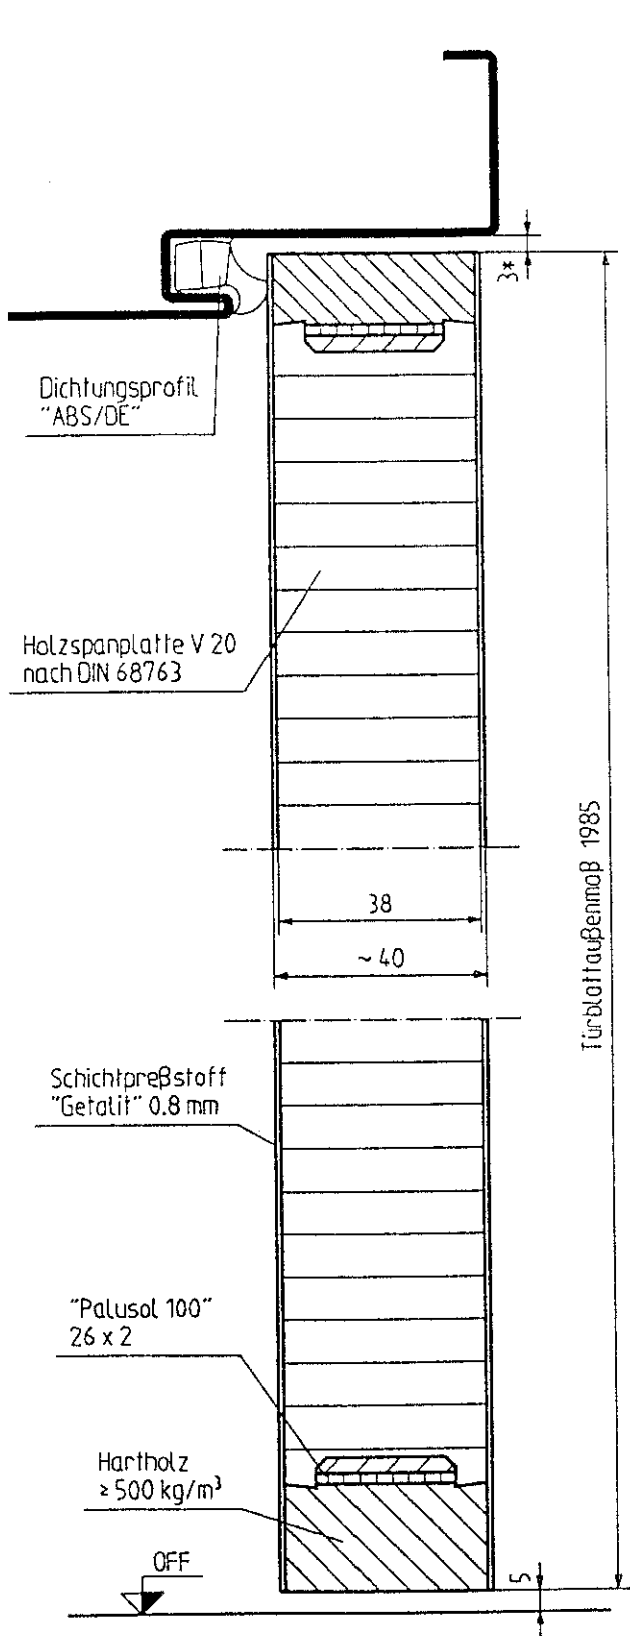 3*
Dichtungsprofil
"ABS/DE"
Holzspanplatte V 20
nach DIN 68763
Türblattaußenmaß 1985
38
~ 40
Schichtpreßstoff
"Getalit" 0.8 mm
"Palusol 100"
26 x 2
Hartholz
≥ 500 kg/m³
OFF
5